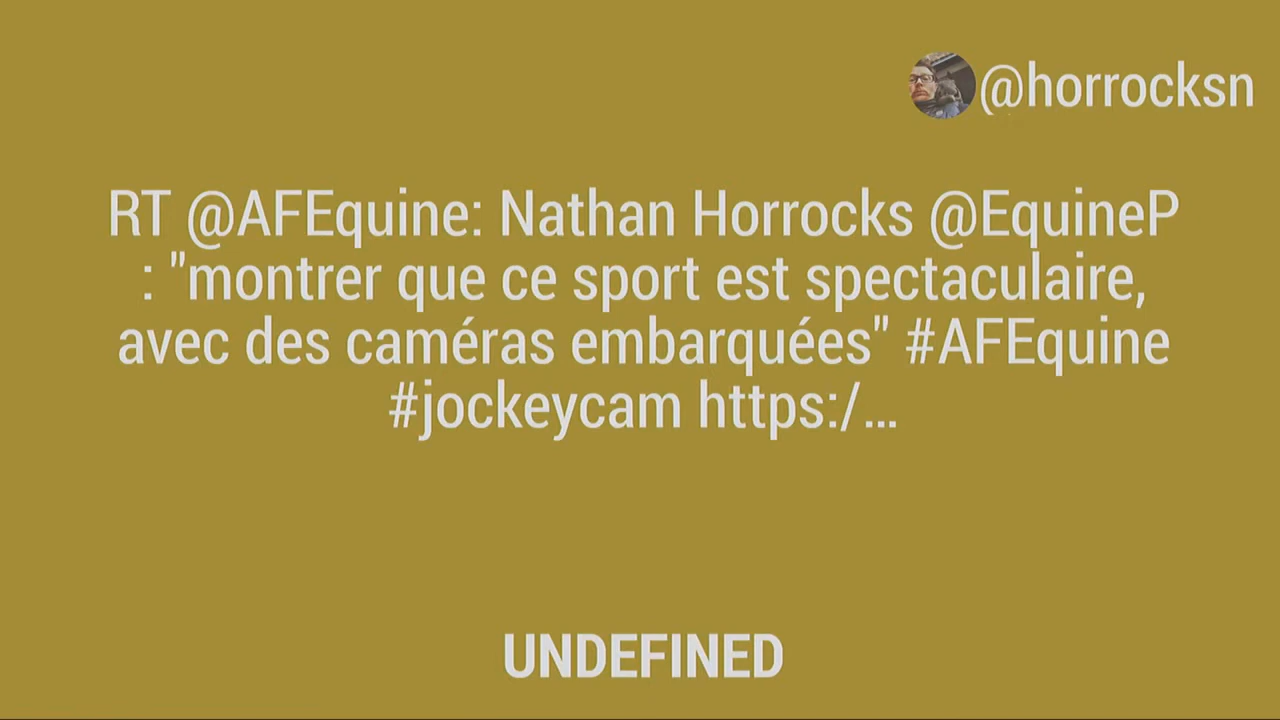 @horrocksn
RT @AFEquine: Nathan Horrocks @EquineP
: "montrer que ce sport est spectaculaire,
avec des caméras embarquées" #AFEquine
#jockeycam https:/…
UNDEFINED